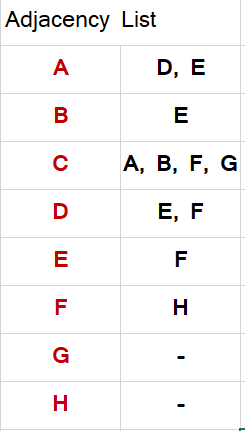 Adjacency List
A D, E
B E
C A, B, F, G
D E, F
E F
F H
G -
H -